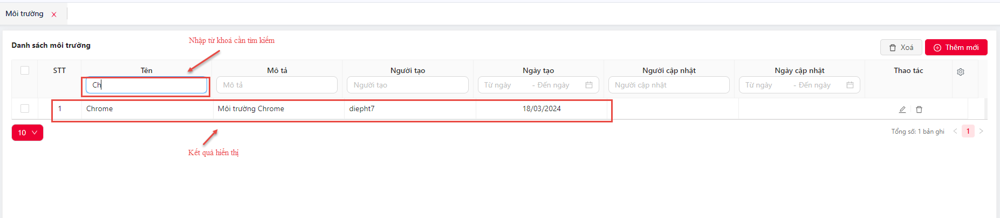 Môi trường
Nhập từ khoá cần tìm kiếm
Danh sách môi trường
Xoá
Thêm mới
STT Tên Mô tả Người tạo Ngày tạo Người cập nhật Ngày cập nhật Thao tác
Ch Mô tả Người tạo Từ ngày - Đến ngày Người cập nhật Từ ngày - Đến ngày
1 Chrome Môi trường Chrome diepht7 18/03/2024
10
Tổng số: 1 bản ghi < 1 >
Kết quả hiển thị